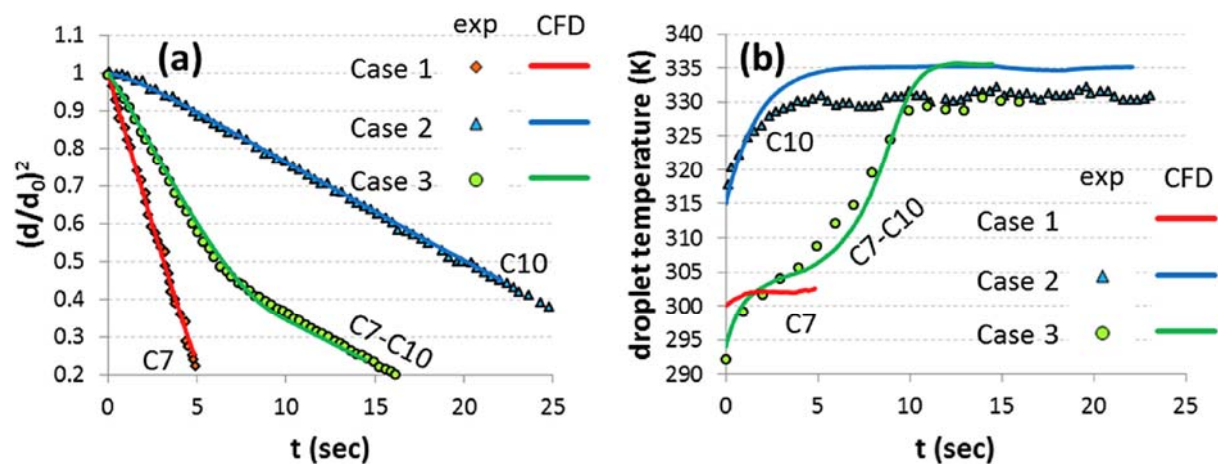 (a)
exp CFD
Case 1
Case 2
Case 3
C10
C7
C7-C10
(d/d0)²
1.1
1
0.9
0.8
0.7
0.6
0.5
0.4
0.3
0.2
0 5 10 15 20 25
t (sec)
(b)
droplet temperature (K)
340
335
330
325
320
315
310
305
300
295
290
C10
C7-C10
C7
exp CFD
Case 1
Case 2
Case 3
0 5 10 15 20 25
t (sec)